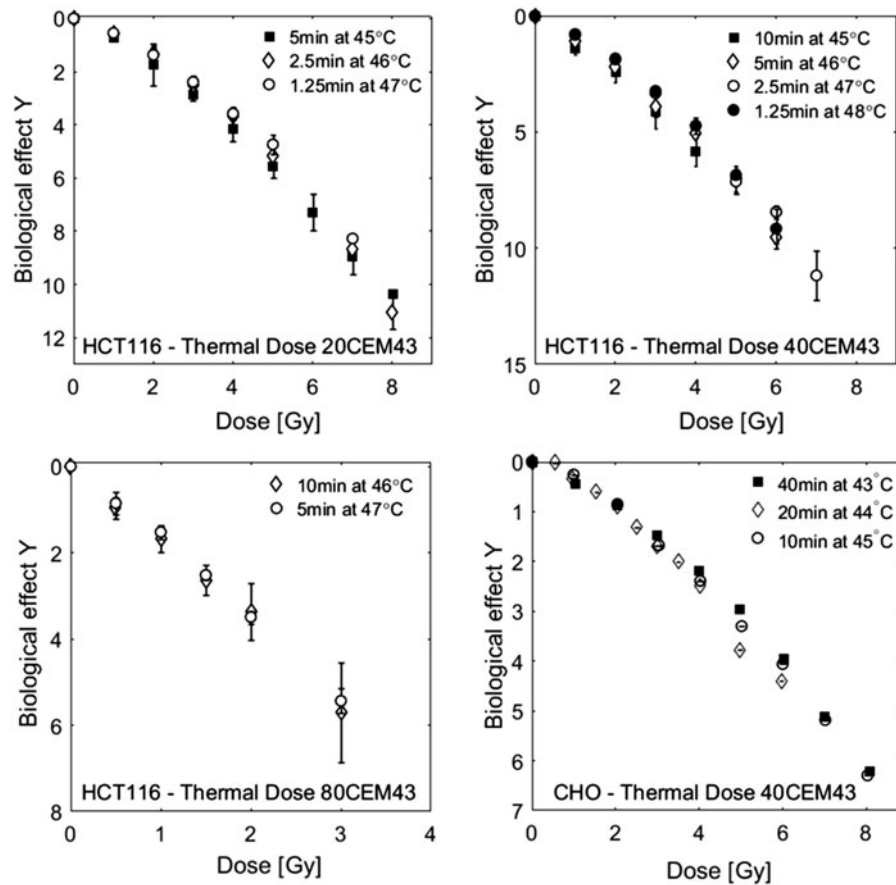 Biological effect Y
0
2
4
6
8
10
12
5min at 45°C
2.5min at 46°C
1.25min at 47°C
HCT116 - Thermal Dose 20CEM43
0 2 4 6 8
Dose [Gy]
Biological effect Y
0
5
10
15
10min at 45°C
5min at 46°C
2.5min at 47°C
1.25min at 48°C
HCT116 - Thermal Dose 40CEM43
0 2 4 6 8
Dose [Gy]
Biological effect Y
0
2
4
6
8
10min at 46°C
5min at 47°C
HCT116 - Thermal Dose 80CEM43
0 1 2 3 4
Dose [Gy]
Biological effect Y
0
1
2
3
4
5
6
7
40min at 43°C
20min at 44°C
10min at 45°C
CHO - Thermal Dose 40CEM43
0 2 4 6 8
Dose [Gy]